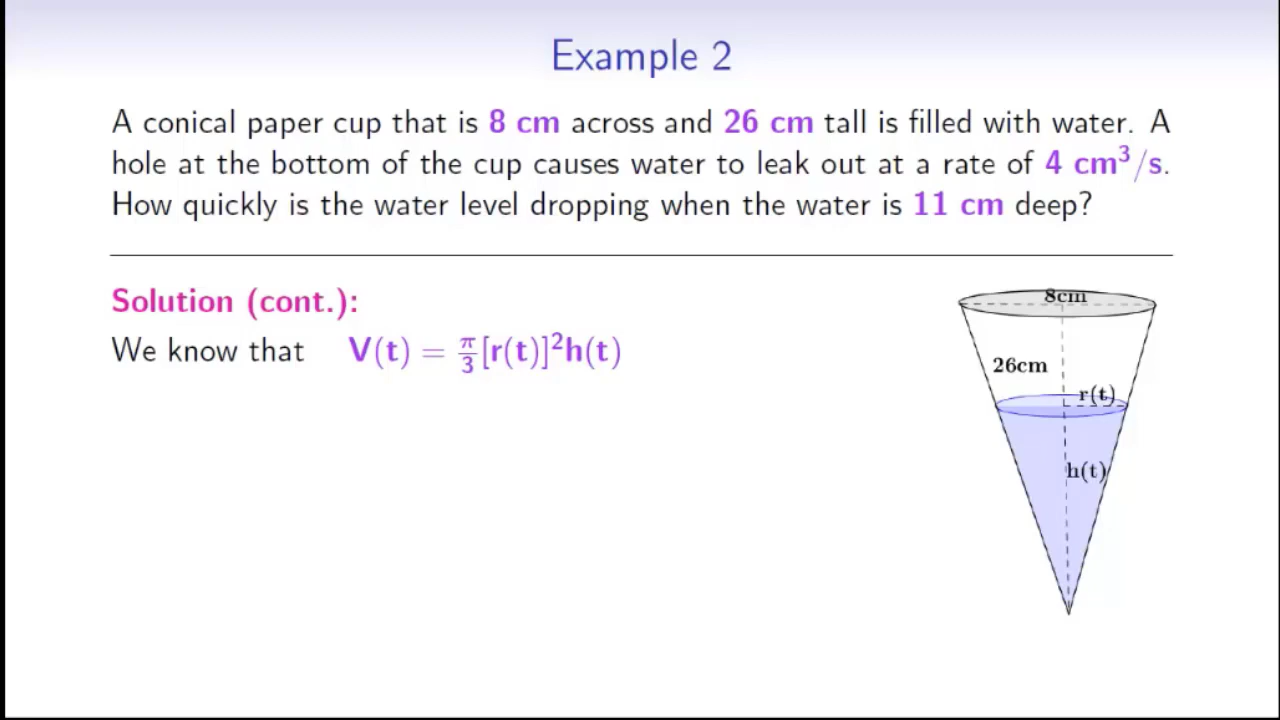 Example 2
A conical paper cup that is 8 cm across and 26 cm tall is filled with water. A
hole at the bottom of the cup causes water to leak out at a rate of 4 cm³/s.
How quickly is the water level dropping when the water is 11 cm deep?
Solution (cont.):
We know that V(t) = π/3[r(t)]²h(t)
8cm
26cm
r(t)
h(t)